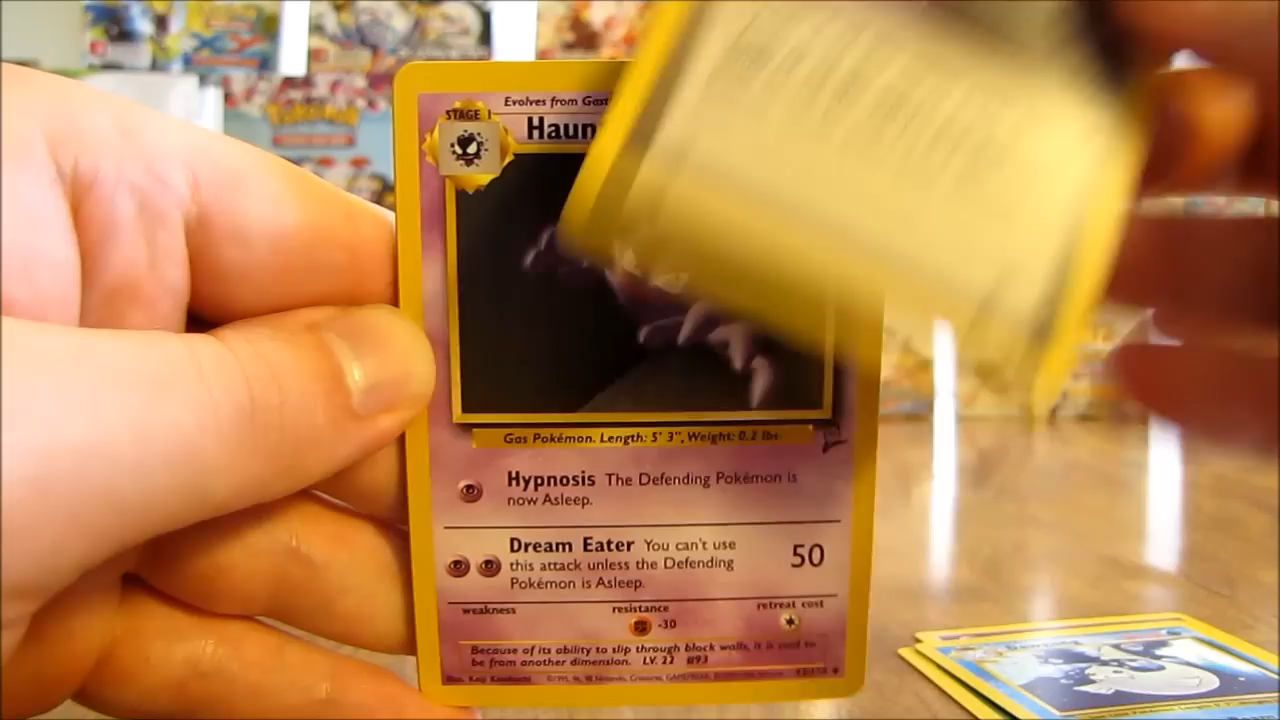 Evolves from Gast
STAGE 1
Haun
Gas Pokémon. Length: 5' 3", Weight: 0.2 lbs.
Hypnosis The Defending Pokémon is
now Asleep.
Dream Eater You can't use
this attack unless the Defending
Pokémon is Asleep.
50
weakness resistance retreat cost
-30
Because of its ability to slip through block walls, it is said to
be from another dimension. LV. 22 #93